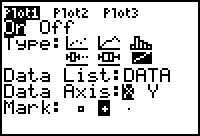 Plot1 Plot2 Plot3
On Off
Type:
Data List:DATA
Data Axis:X Y
Mark: